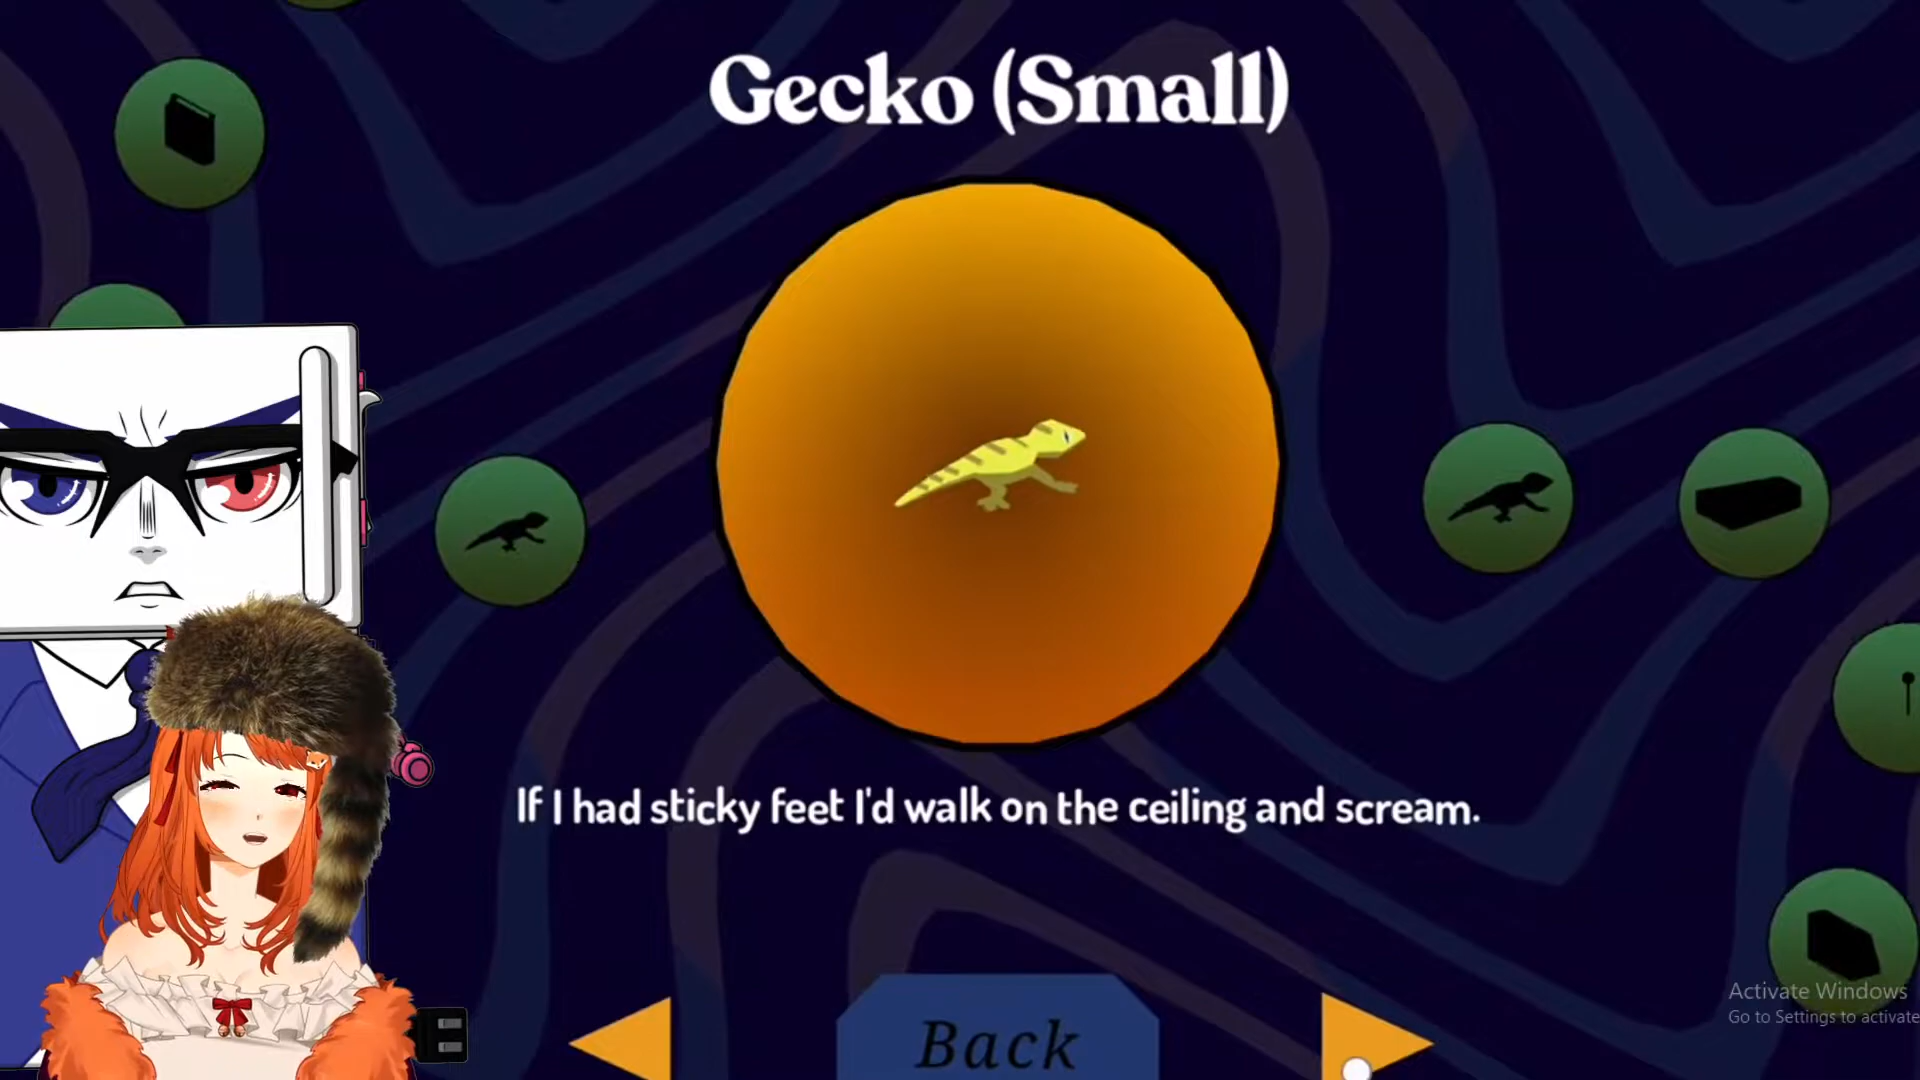 Gecko (Small)
If I had sticky feet I'd walk on the ceiling and scream.
Back
Activate Windows
Go to Settings to activate